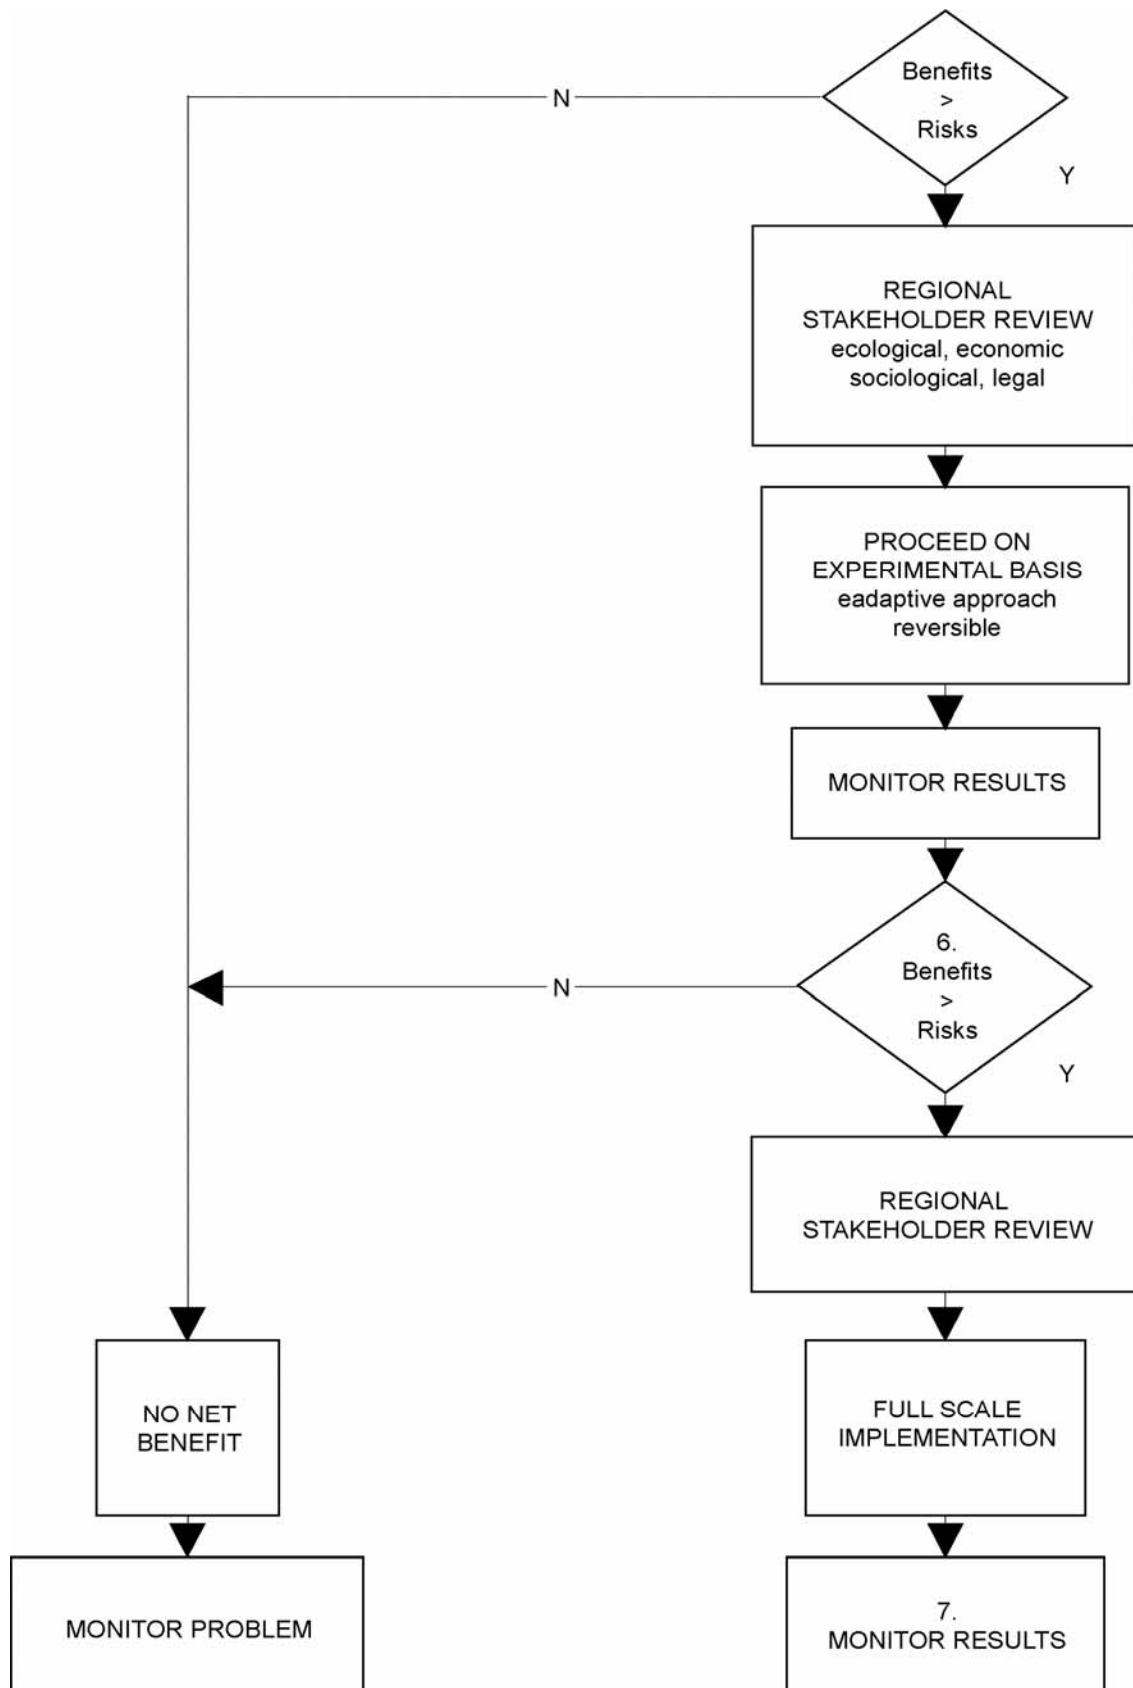 Benefits
>
Risks
N
Y
REGIONAL
STAKEHOLDER REVIEW
ecological, economic
sociological, legal
PROCEED ON
EXPERIMENTAL BASIS
eadaptive approach
reversible
MONITOR RESULTS
6.
Benefits
>
Risks
N
Y
REGIONAL
STAKEHOLDER REVIEW
NO NET
BENEFIT
FULL SCALE
IMPLEMENTATION
MONITOR PROBLEM
7.
MONITOR RESULTS